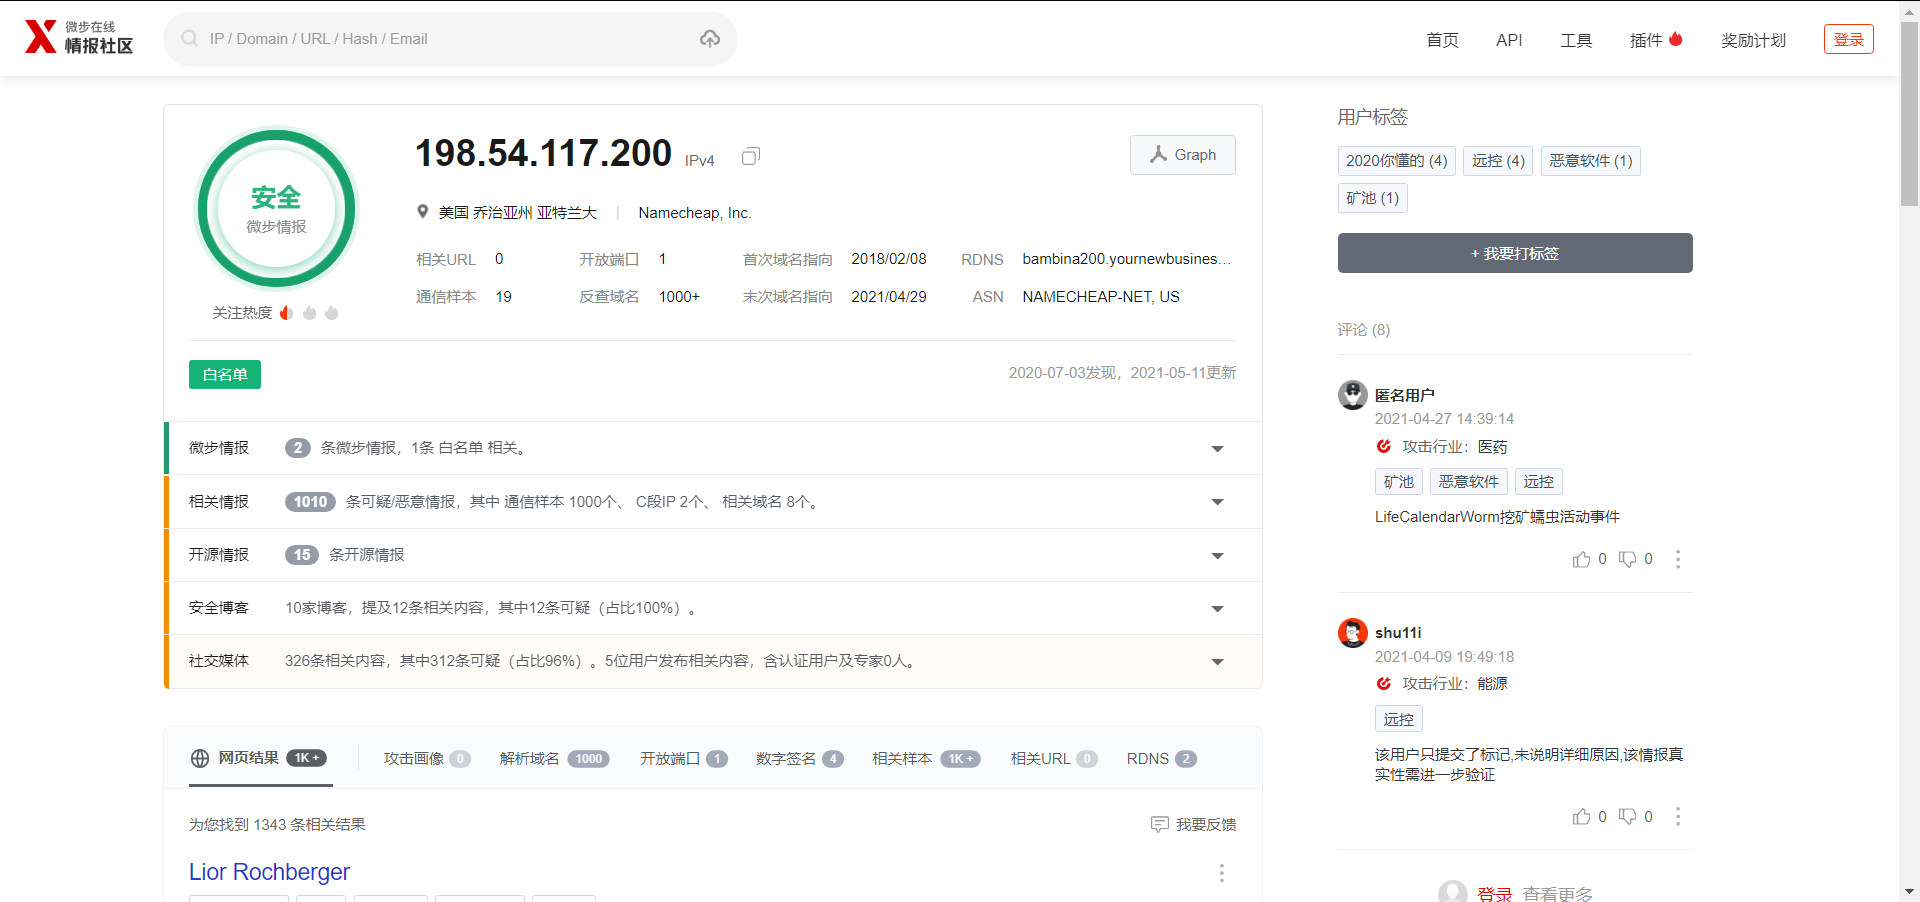 微步在线
情报社区
IP / Domain / URL / Hash / Email
首页 API 工具 插件 奖励计划 登录
安全
微步情报
关注热度
198.54.117.200 IPv4
Graph
美国 乔治亚州 亚特兰大 | Namecheap, Inc.
相关URL 0 开放端口 1 首次域名指向 2018/02/08 RDNS bambina200.yournewbusines...
通信样本 19 反查域名 1000+ 末次域名指向 2021/04/29 ASN NAMECHEAP-NET, US
白名单
2020-07-03发现，2021-05-11更新
微步情报 2 条微步情报，1条 白名单 相关。
相关情报 1010 条可疑/恶意情报，其中 通信样本 1000个、 C段IP 2个、 相关域名 8个。
开源情报 15 条开源情报
安全博客 10家博客，提及12条相关内容，其中12条可疑（占比100%）。
社交媒体 326条相关内容，其中312条可疑（占比96%）。5位用户发布相关内容，含认证用户及专家0人。
网页结果 1K+ 攻击画像 0 解析域名 1000 开放端口 1 数字签名 4 相关样本 1K+ 相关URL 0 RDNS 2
为您找到 1343 条相关结果
我要反馈
Lior Rochberger
用户标签
2020你懂的 (4) 远控 (4) 恶意软件 (1)
矿池 (1)
+ 我要打标签
评论 (8)
匿名用户
2021-04-27 14:39:14
攻击行业：医药
矿池 恶意软件 远控
LifeCalendarWorm挖矿蠕虫活动事件
0 0
shu11i
2021-04-09 19:49:18
攻击行业：能源
远控
该用户只提交了标记,未说明详细原因,该情报真
实性需进一步验证
0 0
登录 查看更多